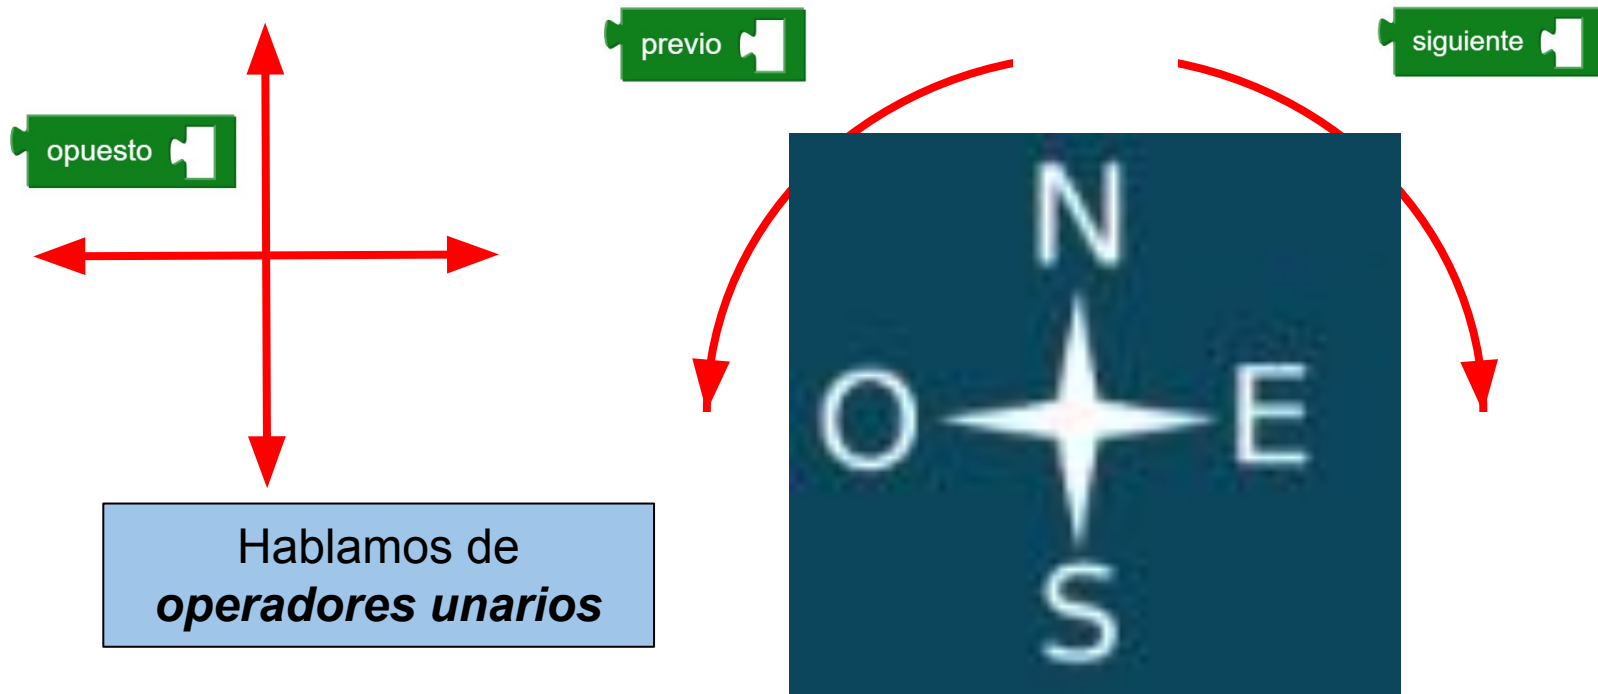 previo
siguiente
opuesto
N
O
E
S
Hablamos de
operadores unarios